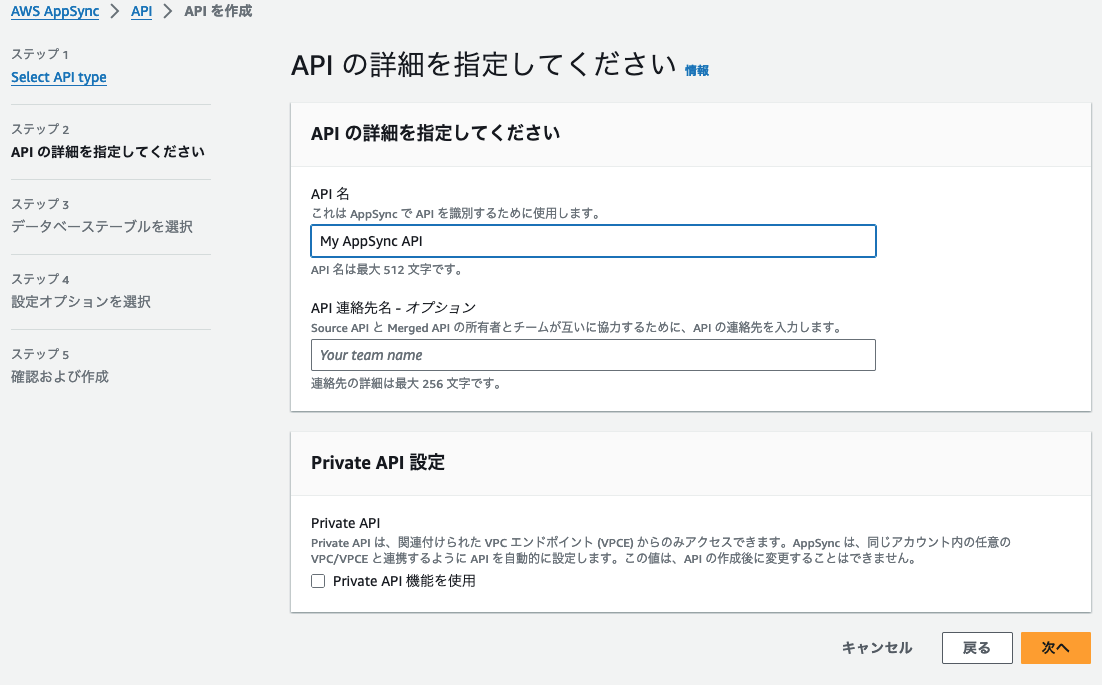 AWS AppSync > API > API を作成
ステップ 1
Select API type
ステップ 2
API の詳細を指定してください
ステップ 3
データベーステーブルを選択
ステップ 4
設定オプションを選択
ステップ 5
確認および作成
API の詳細を指定してください 情報
API の詳細を指定してください
API 名
これは AppSync で API を識別するために使用します。
My AppSync API
API 名は最大 512 文字です。
API 連絡先名 - オプション
Source API と Merged API の所有者とチームが互いに協力するために、API の連絡先を入力します。
Your team name
連絡先の詳細は最大 256 文字です。
Private API 設定
Private API
Private API は、関連付けられた VPC エンドポイント (VPCE) からのみアクセスできます。AppSync は、同じアカウント内の任意の
VPC/VPCE と連携するように API を自動的に設定します。この値は、API の作成後に変更することはできません。
Private API 機能を使用
キャンセル 戻る 次へ